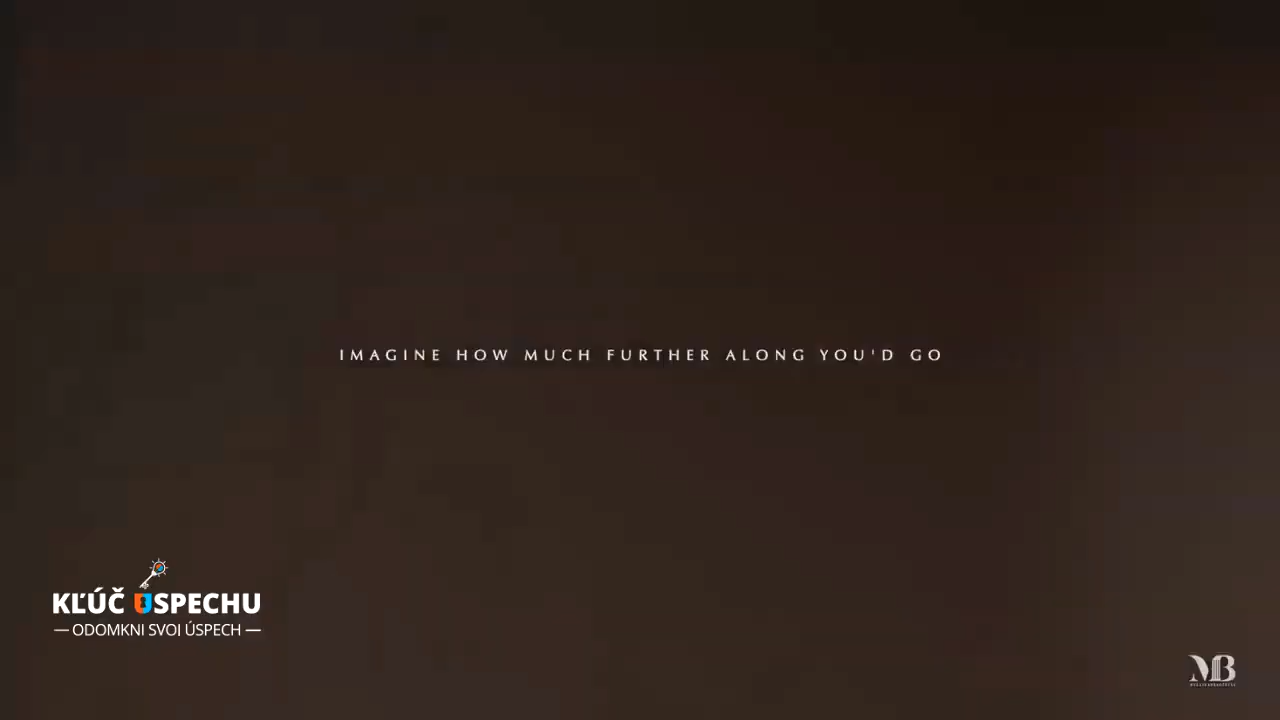 IMAGINE HOW MUCH FURTHER ALONG YOU'D GO
KĽÚČ ÚSPECHU
— ODOMKNI SVOJ ÚSPECH —
MB